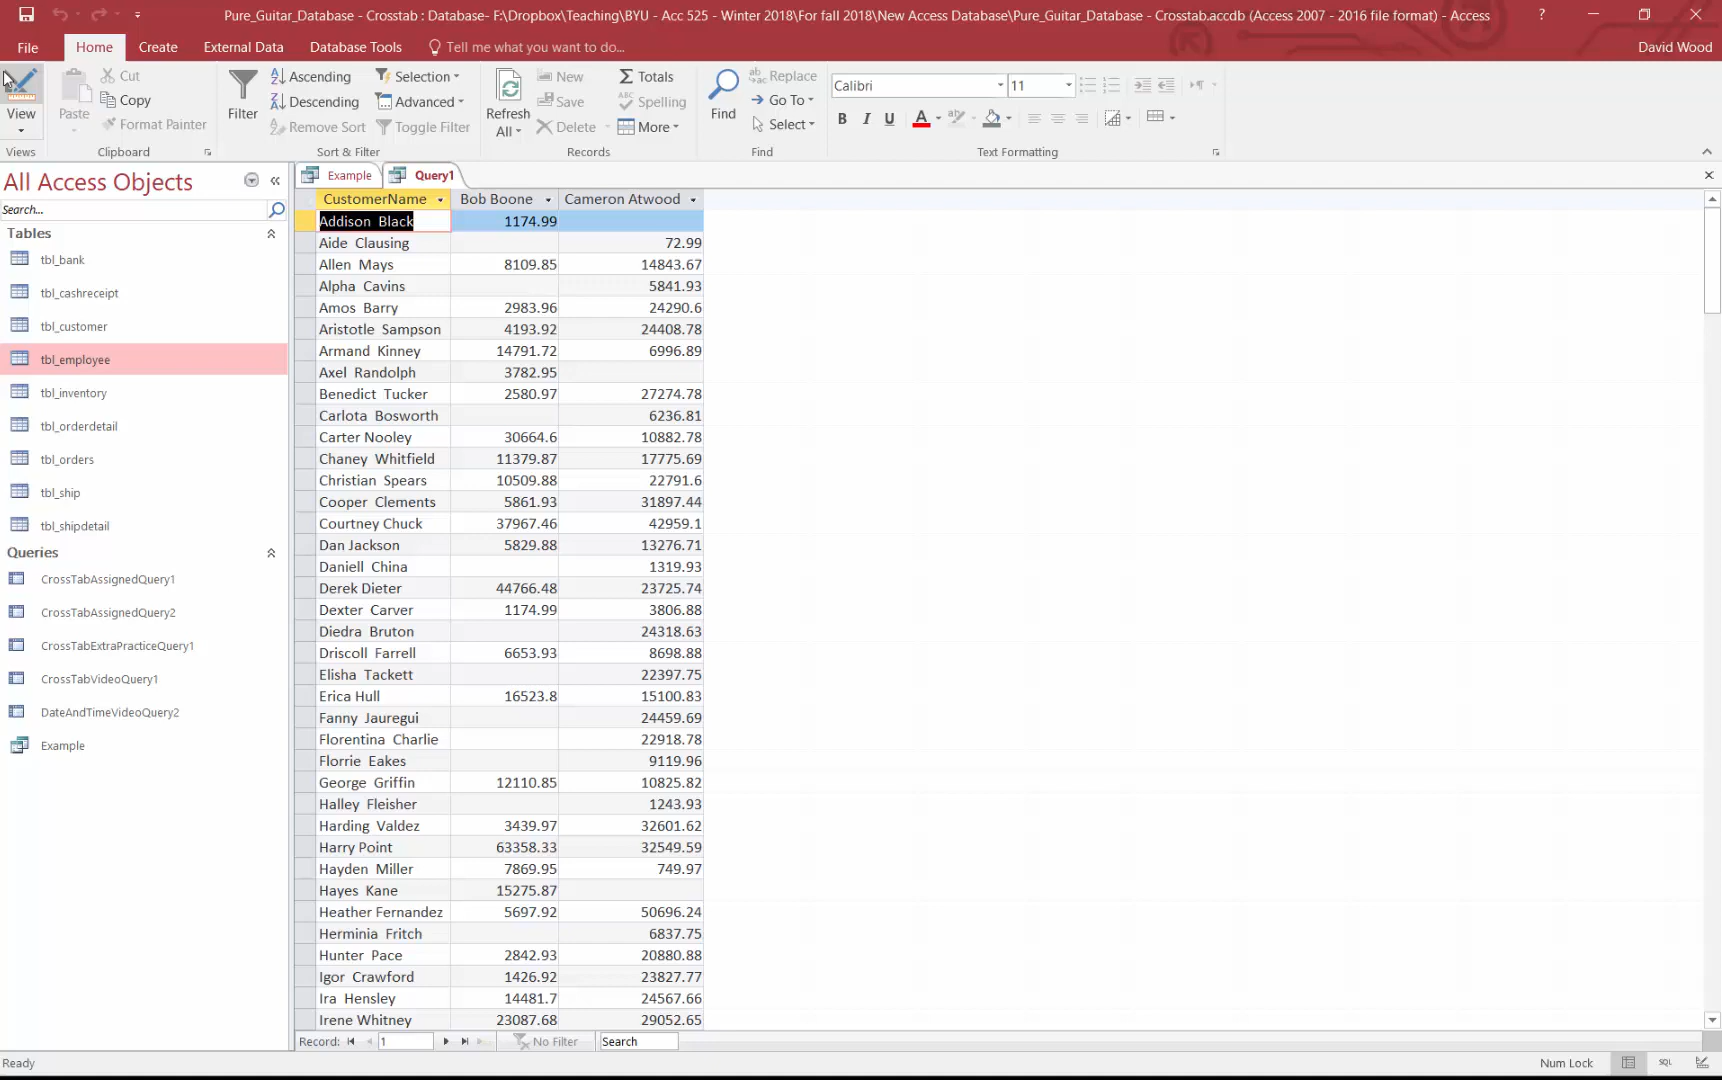 Pure_Guitar_Database - Crosstab : Database- F:\Dropbox\Teaching\BYU - Acc 525 - Winter 2018\For fall 2018\New Access Database\Pure_Guitar_Database - Crosstab.accdb (Access 2007 - 2016 file format) - Access ?
File Home Create External Data Database Tools Tell me what you want to do... David Wood
View
Views
Paste
Cut
Copy
Format Painter
Clipboard
Filter
Ascending
Descending
Remove Sort
Selection
Advanced
Toggle Filter
Sort & Filter
Refresh
All
New
Save
Delete
Totals
Spelling
More
Records
Find
Replace
Go To
Select
Find
Calibri 11
B I U A
Text Formatting
All Access Objects
Search...
Tables
tbl_bank
tbl_cashreceipt
tbl_customer
tbl_employee
tbl_inventory
tbl_orderdetail
tbl_orders
tbl_ship
tbl_shipdetail
Queries
CrossTabAssignedQuery1
CrossTabAssignedQuery2
CrossTabExtraPracticeQuery1
CrossTabVideoQuery1
DateAndTimeVideoQuery2
Example
Example Query1
CustomerName Bob Boone Cameron Atwood
Addison Black 1174.99
Aide Clausing 72.99
Allen Mays 8109.85 14843.67
Alpha Cavins 5841.93
Amos Barry 2983.96 24290.6
Aristotle Sampson 4193.92 24408.78
Armand Kinney 14791.72 6996.89
Axel Randolph 3782.95
Benedict Tucker 2580.97 27274.78
Carlota Bosworth 6236.81
Carter Nooley 30664.6 10882.78
Chaney Whitfield 11379.87 17775.69
Christian Spears 10509.88 22791.6
Cooper Clements 5861.93 31897.44
Courtney Chuck 37967.46 42959.1
Dan Jackson 5829.88 13276.71
Daniell China 1319.93
Derek Dieter 44766.48 23725.74
Dexter Carver 1174.99 3806.88
Diedra Bruton 24318.63
Driscoll Farrell 6653.93 8698.88
Elisha Tackett 22397.75
Erica Hull 16523.8 15100.83
Fanny Jauregui 24459.69
Florentina Charlie 22918.78
Florrie Eakes 9119.96
George Griffin 12110.85 10825.82
Halley Fleisher 1243.93
Harding Valdez 3439.97 32601.62
Harry Point 63358.33 32549.59
Hayden Miller 7869.95 749.97
Hayes Kane 15275.87
Heather Fernandez 5697.92 50696.24
Herminia Fritch 6837.75
Hunter Pace 2842.93 20880.88
Igor Crawford 1426.92 23827.77
Ira Hensley 14481.7 24567.66
Irene Whitney 23087.68 29052.65
Record: 1 No Filter Search
Ready Num Lock SQL